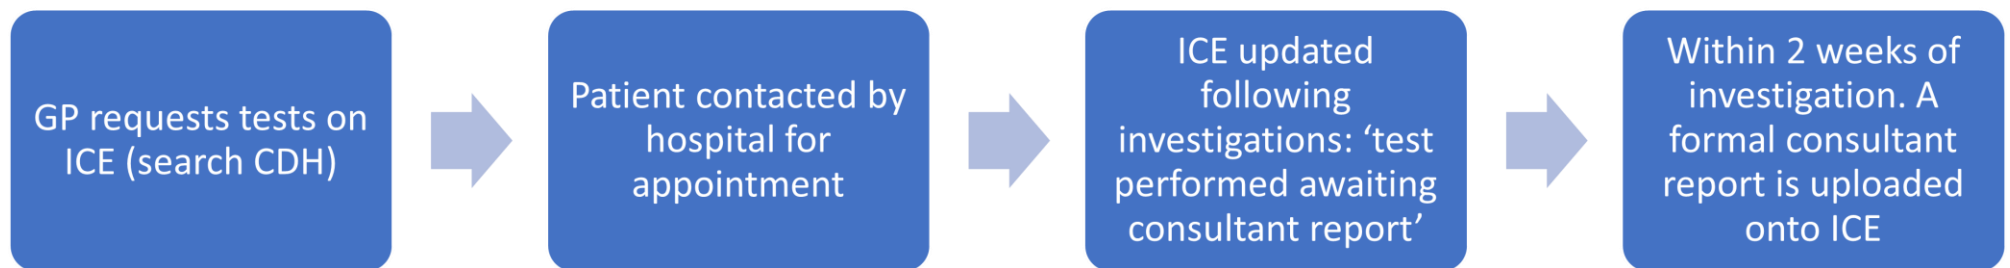 GP requests tests on
ICE (search CDH)
Patient contacted by
hospital for
appointment
ICE updated
following
investigations: ‘test
performed awaiting
consultant report’
Within 2 weeks of
investigation. A
formal consultant
report is uploaded
onto ICE